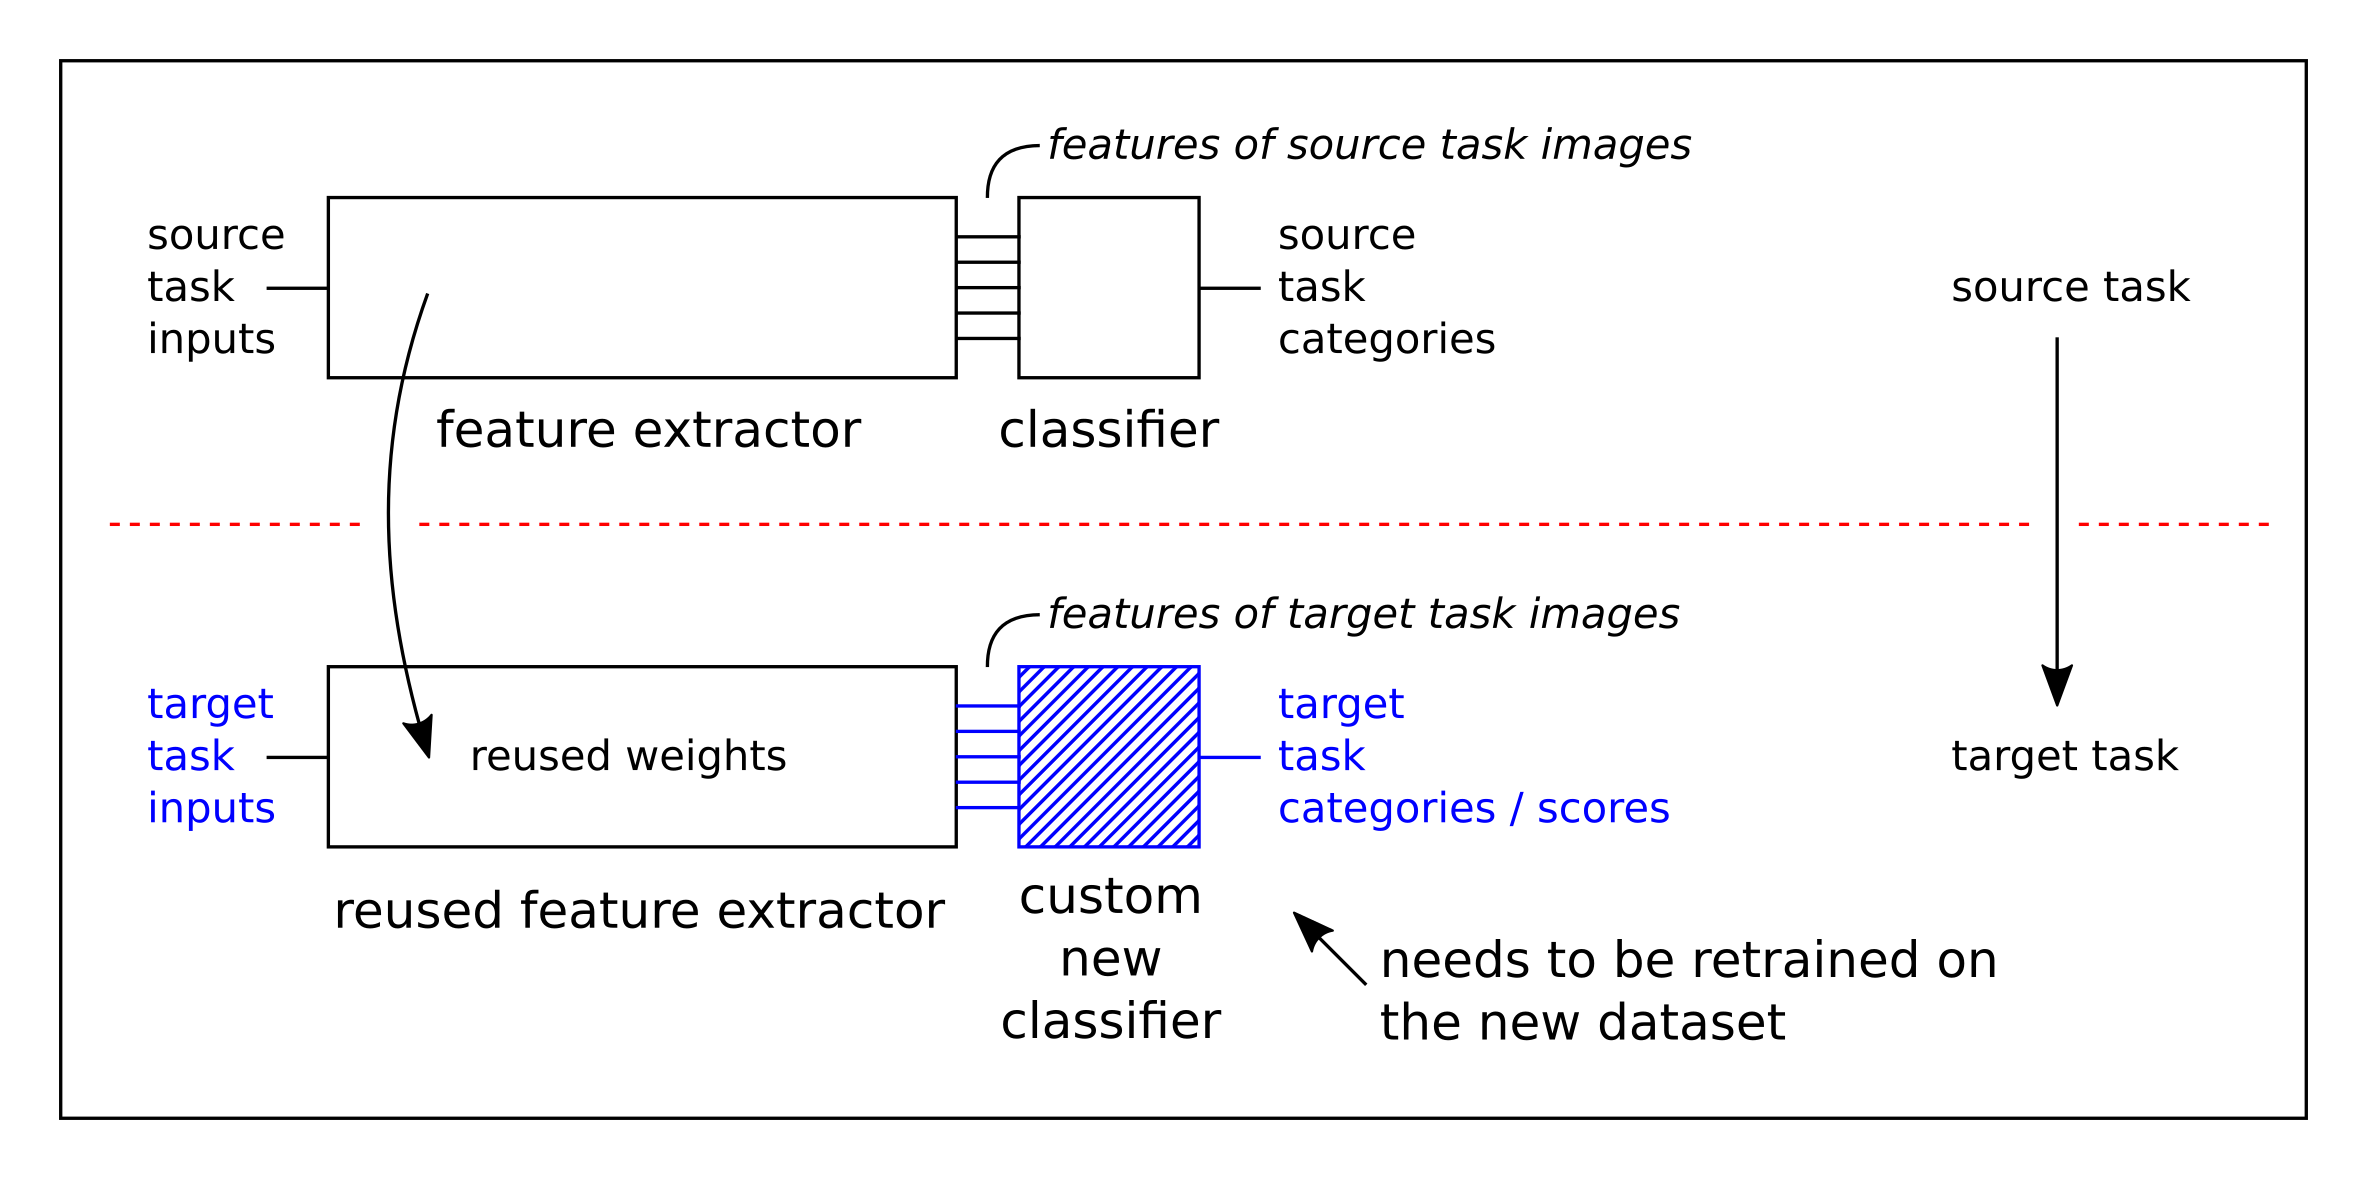 features of source task images
source
task
inputs
source
task
categories
source task
feature extractor
classifier
features of target task images
target
task
inputs
reused weights
target
task
categories / scores
target task
reused feature extractor
custom
new
classifier
needs to be retrained on
the new dataset